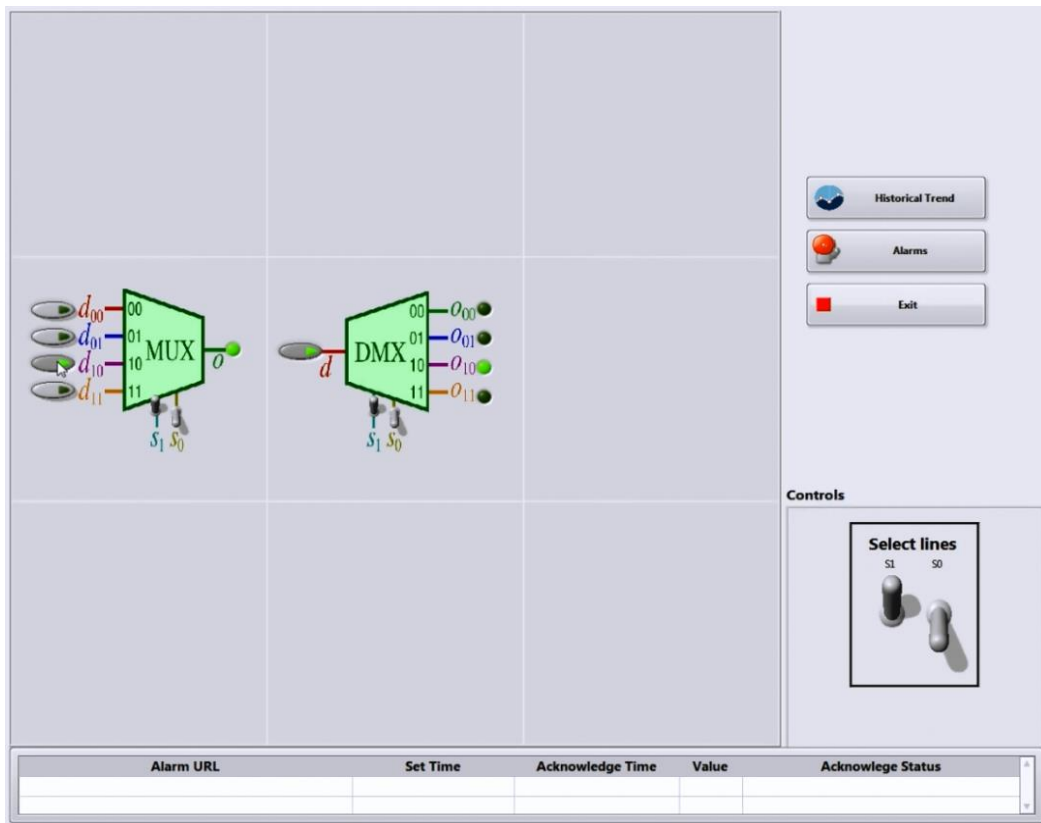 Historical Trend
Alarms
Exit
d00 00
d01 01
d10 10
d11 11
MUX
o
s1 s0
d
DMX
00 o00
01 o01
10 o10
11 o11
s1 s0
Controls
Select lines
S1 S0
Alarm URL Set Time Acknowledge Time Value Acknowlege Status